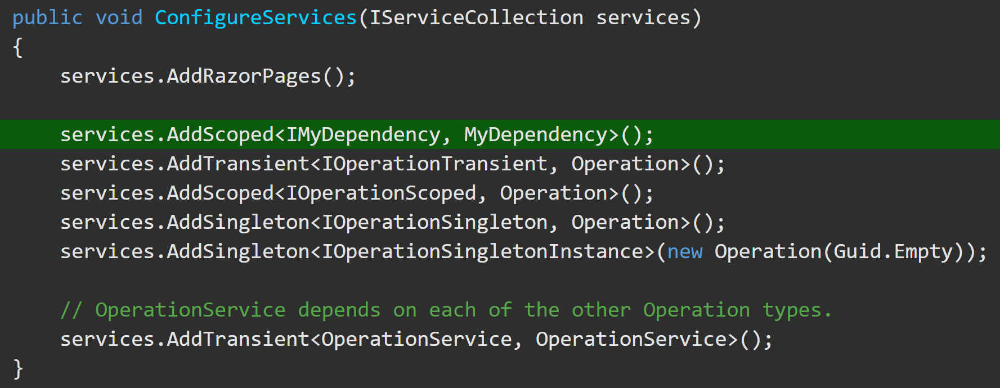 public void ConfigureServices(IServiceCollection services)
{
    services.AddRazorPages();

    services.AddScoped<IMyDependency, MyDependency>();
    services.AddTransient<IOperationTransient, Operation>();
    services.AddScoped<IOperationScoped, Operation>();
    services.AddSingleton<IOperationSingleton, Operation>();
    services.AddSingleton<IOperationSingletonInstance>(new Operation(Guid.Empty));

    // OperationService depends on each of the other Operation types.
    services.AddTransient<OperationService, OperationService>();
}